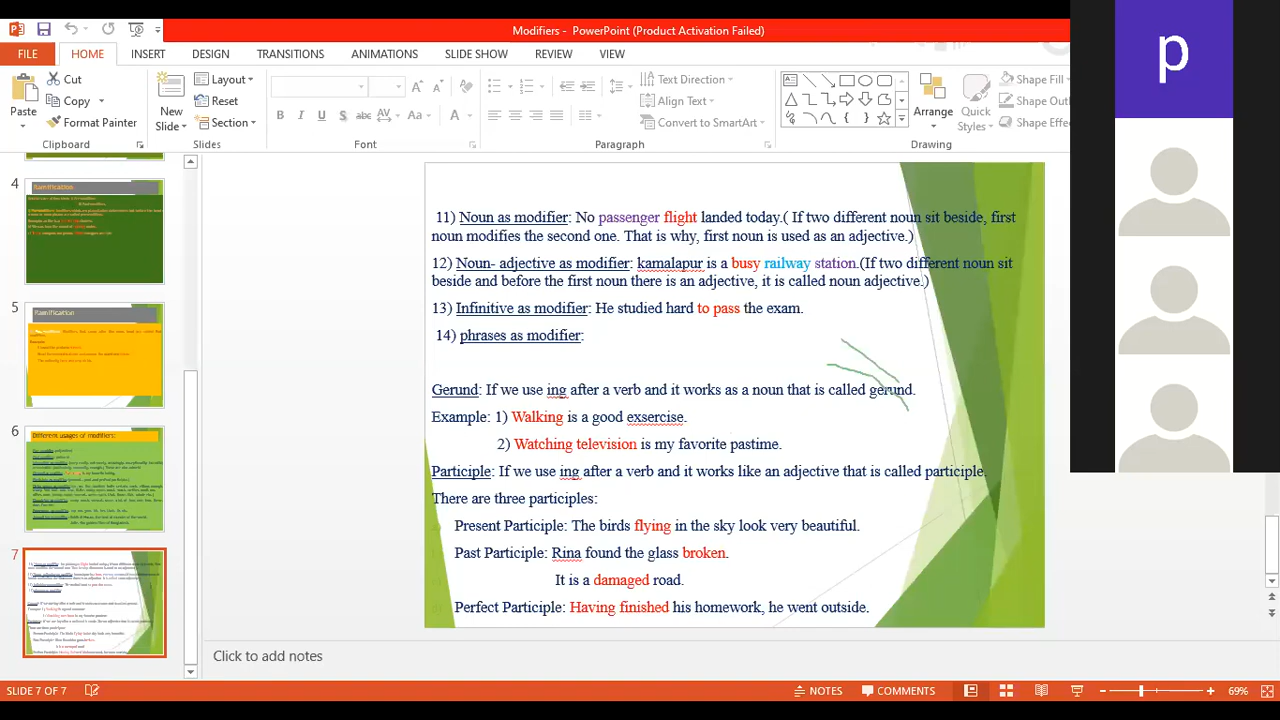 Modifiers - PowerPoint (Product Activation Failed)
FILE HOME INSERT DESIGN TRANSITIONS ANIMATIONS SLIDE SHOW REVIEW VIEW
Cut
Copy
Format Painter
Paste
Clipboard
New
Slide
Layout
Reset
Section
Slides
Font
Text Direction
Align Text
Convert to SmartArt
Paragraph
Arrange
Quick
Styles
Shape Fill
Shape Outl
Shape Effe
Drawing
p
4
Ramification
5
Ramification
6
Different usages of modifiers:
7
11) Noun as modifier: No passenger flight landed today.( If two different noun sit beside, first
noun modifies the second one. That is why, first noun is used as an adjective.)
12) Noun- adjective as modifier: kamalapur is a busy railway station.(If two different noun sit
beside and before the first noun there is an adjective, it is called noun adjective.)
13) Infinitive as modifier: He studied hard to pass the exam.
14) phrases as modifier:
Gerund: If we use ing after a verb and it works as a noun that is called gerund.
Example: 1) Walking is a good exsercise.
2) Watching television is my favorite pastime.
Participle: If we use ing after a verb and it works as an adjective that is called participle.
There are three participles:
Present Participle: The birds flying in the sky look very beautiful.
Past Participle: Rina found the glass broken.
It is a damaged road.
Perfect participle: Having finished his homework, he went outside.
Click to add notes
SLIDE 7 OF 7
NOTES
COMMENTS
69%